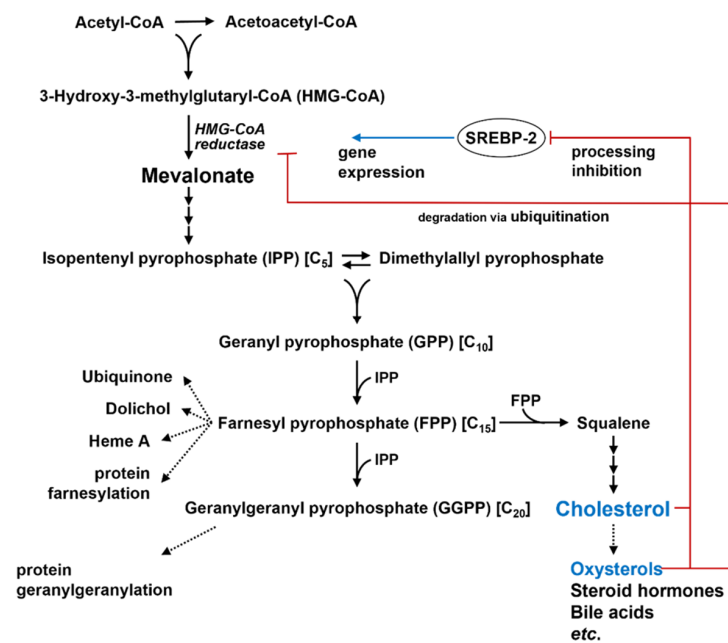 Acetyl-CoA
Acetoacetyl-CoA
3-Hydroxy-3-methylglutaryl-CoA (HMG-CoA)
HMG-CoA
reductase
gene
expression
SREBP-2
processing
inhibition
Mevalonate
degradation via ubiquitination
Isopentenyl pyrophosphate (IPP) [C₅]
Dimethylallyl pyrophosphate
Geranyl pyrophosphate (GPP) [C₁₀]
IPP
Ubiquinone
Dolichol
Heme A
protein
farnesylation
Farnesyl pyrophosphate (FPP) [C₁₅]
FPP
Squalene
IPP
Geranylgeranyl pyrophosphate (GGPP) [C₂₀]
Cholesterol
protein
geranylgeranylation
Oxysterols
Steroid hormones
Bile acids
etc.